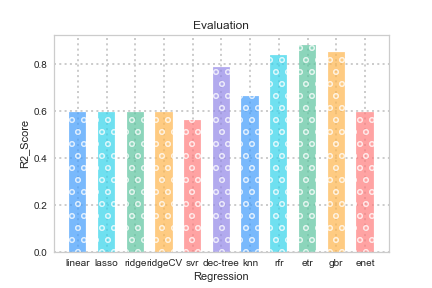 Evaluation
R2_Score
0.8
0.6
0.4
0.2
0.0
linear lasso ridge ridgeCV svr dec-tree knn rfr etr gbr enet
Regression